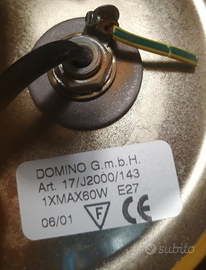 DOMINO G.m.b.H.
Art. 17/J2000/143
1XMAX60W E27
06/01 F CE
subito